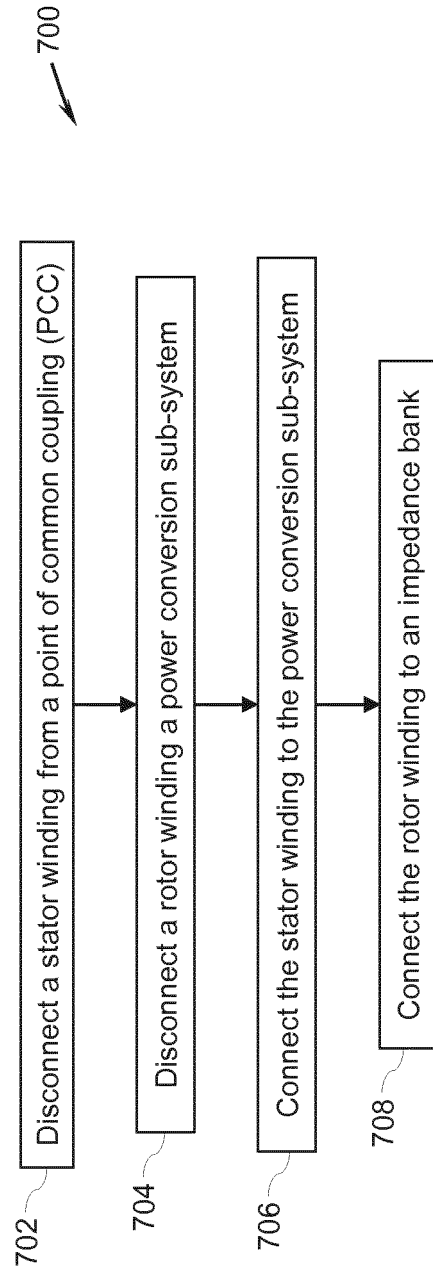 700
702
Disconnect a stator winding from a point of common coupling (PCC)
704
Disconnect a rotor winding a power conversion sub-system
706
Connect the stator winding to the power conversion sub-system
708
Connect the rotor winding to an impedance bank